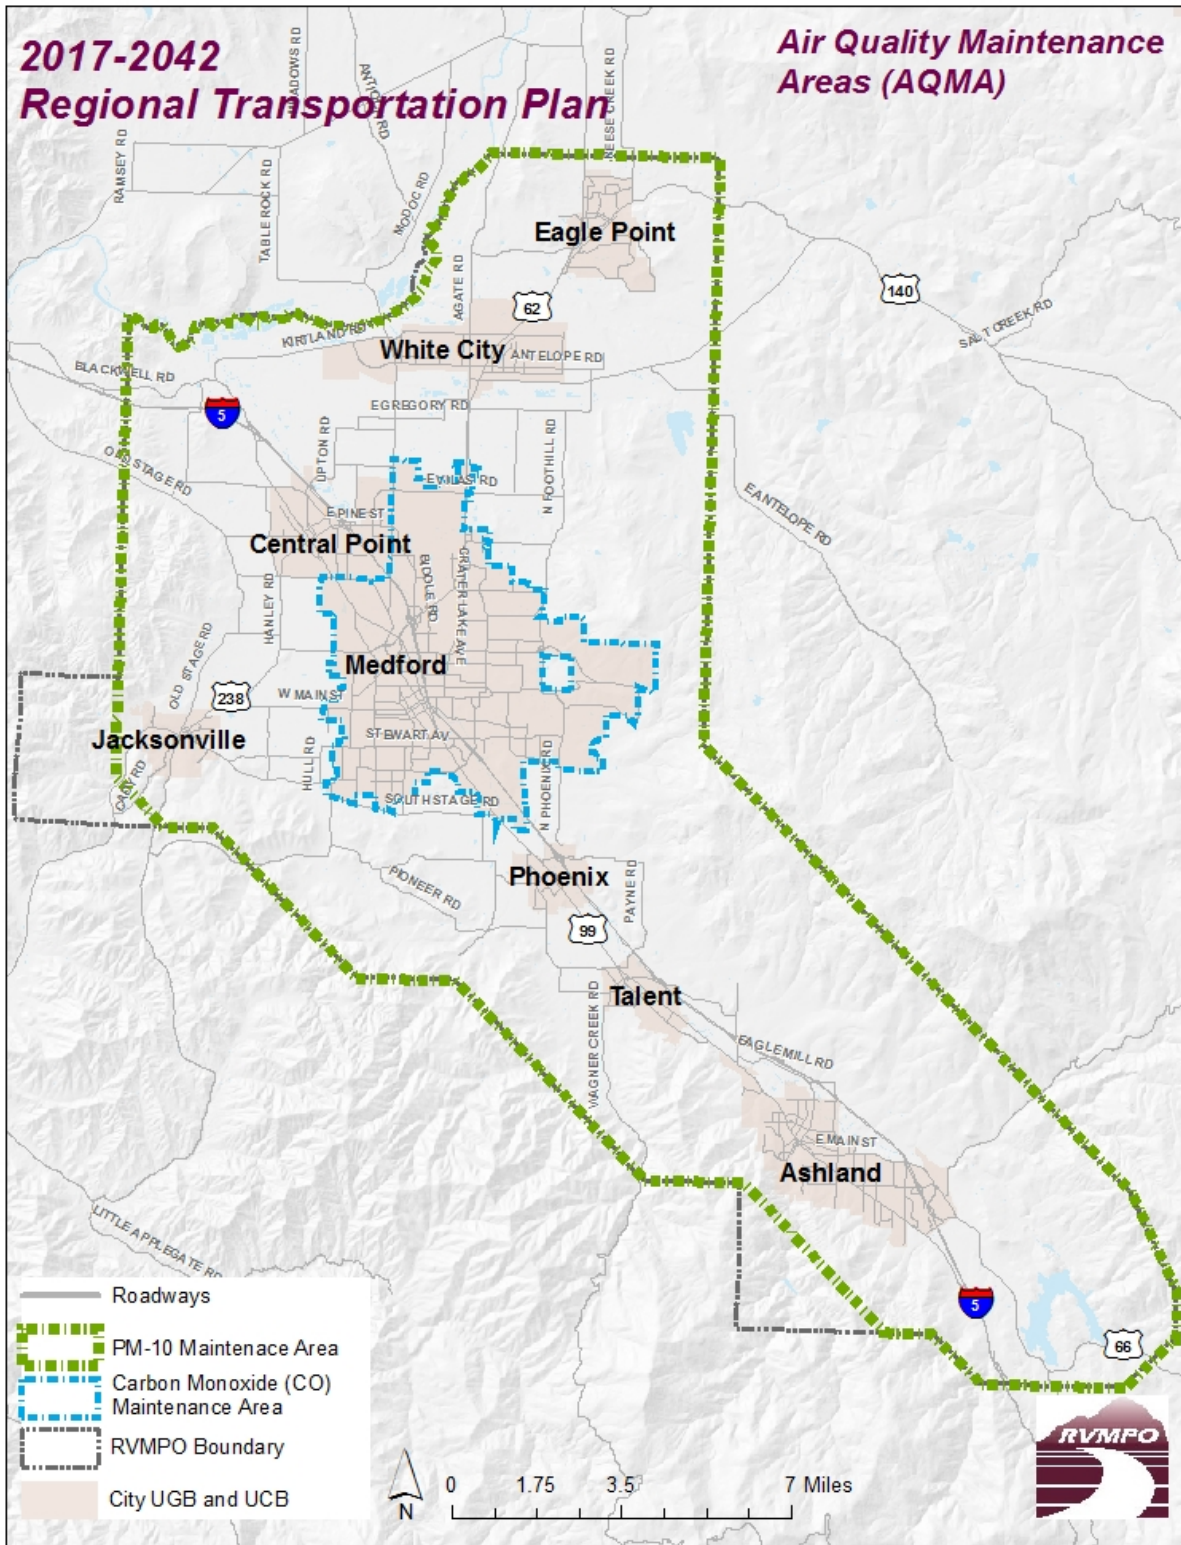 2017-2042
Regional Transportation Plan
Air Quality Maintenance
Areas (AQMA)
RAMSEY RD
TABLE ROCK RD
MODOC RD
REESE CREEK RD
Eagle Point
AGATE RD
62
140
SALT CREEK RD
KIRTLAND RD
White City
ANTELOPE RD
BLACKWELL RD
5
E GREGORY RD
UPTON RD
N FOOTHILL RD
OLD STAGE RD
E VILAS RD
E ANTELOPE RD
E PINE ST
Central Point
BIDDLE RD
CRATER LAKE AVE
HANLEY RD
OLD STAGE RD
Medford
238
W MAIN ST
Jacksonville
STEWART AV
HULL RD
CADY RD
N PHOENIX RD
SOUTH STAGE RD
Phoenix
PIONEER RD
PAYNE RD
99
Talent
WAGNER CREEK RD
EAGLE MILL RD
E MAIN ST
Ashland
LITTLE APPLEGATE RD
5
66
Roadways
PM-10 Maintenace Area
Carbon Monoxide (CO)
Maintenance Area
RVMPO Boundary
City UGB and UCB
N
0 1.75 3.5 7 Miles
RVMPO